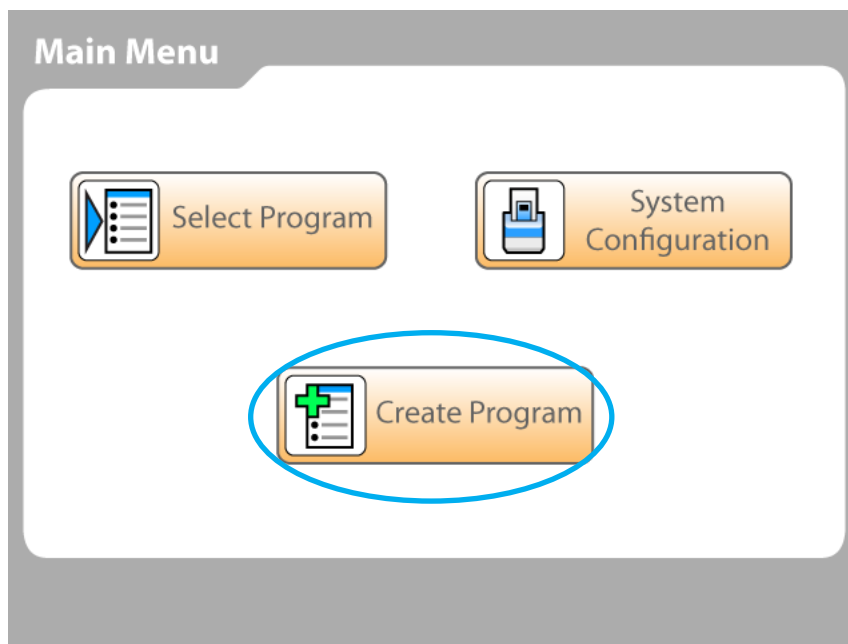 Main Menu
Select Program
System
Configuration
Create Program